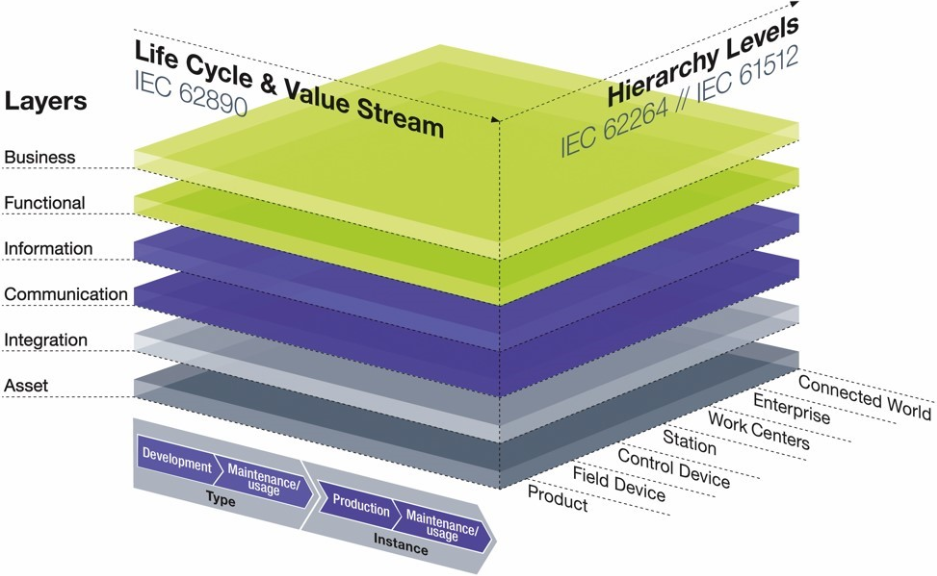 Life Cycle & Value Stream
IEC 62890
Hierarchy Levels
IEC 62264 // IEC 61512
Layers
Business
Functional
Information
Communication
Integration
Asset
Development
Maintenance/
usage
Type
Production
Maintenance/
usage
Instance
Connected World
Enterprise
Work Centers
Station
Control Device
Field Device
Product